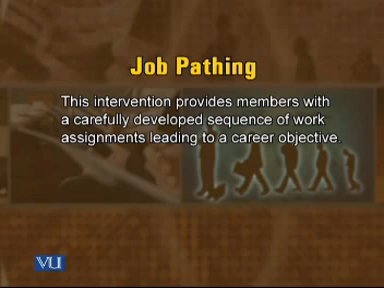 Job Pathing
This intervention provides members with
a carefully developed sequence of work
assignments leading to a career objective.
VU